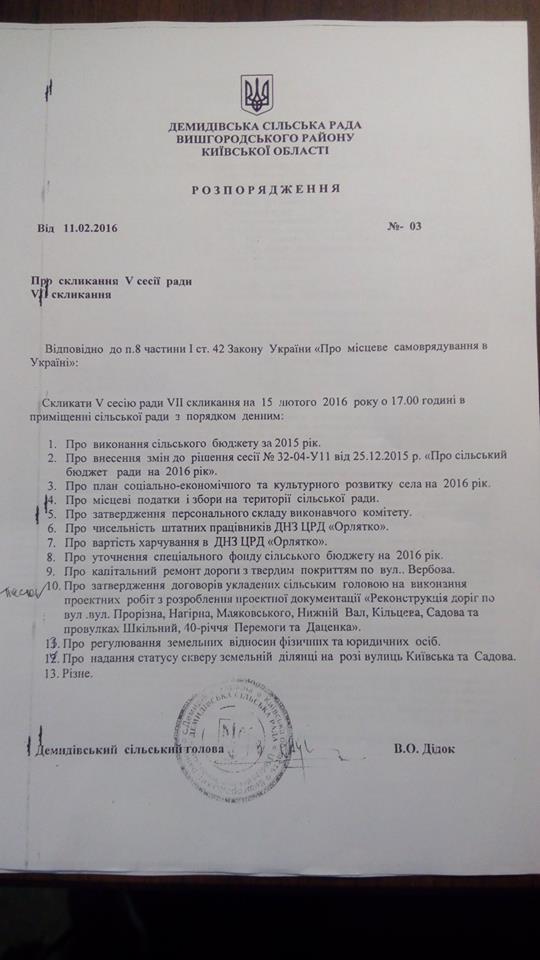 ДЕМИДІВСЬКА СІЛЬСЬКА РАДА
ВИШГОРОДСЬКОГО РАЙОНУ
КИЇВСЬКОЇ ОБЛАСТІ
Р О З П О Р Я Д Ж Е Н Н Я
Від 11.02.2016 №- 03
Про скликання V сесії ради
VII скликання
Відповідно до п.8 частини І ст. 42 Закону України «Про місцеве самоврядування в
Україні»:
Скликати V сесію ради VII скликання на 15 лютого 2016 року о 17.00 годині в
приміщенні сільської ради з порядком денним:
1. Про виконання сільського бюджету за 2015 рік.
2. Про внесення змін до рішення сесії № 32-04-У11 від 25.12.2015 р. «Про сільський
бюджет ради на 2016 рік».
3. Про план соціально-економічного та культурного розвитку села на 2016 рік.
4. Про місцеві податки і збори на території сільської ради.
5. Про затвердження персонального складу виконавчого комітету.
6. Про чисельність штатних працівників ДНЗ ЦРД «Орлятко».
7. Про вартість харчування в ДНЗ ЦРД «Орлятко».
8. Про уточнення спеціального фонду сільського бюджету на 2016 рік.
9. Про капітальний ремонт дороги з твердим покриттям по вул.. Вербова.
10. Про затвердження договорів укладених сільським головою на виконання
проектних робіт з розроблення проектної документації «Реконструкція доріг по
вул .вул. Прорізна, Нагірна, Маяковського, Нижній Вал, Кільцева, Садова та
провулках Шкільний, 40-річчя Перемоги та Даценка».
11. Про регулювання земельних відносин фізичних та юридичних осіб.
12. Про надання статусу скверу земельній ділянці на розі вулиць Київська та Садова.
13. Різне.
Демидівський сільський голова В.О. Дідок
ДЕМИДІВСЬКА СІЛЬСЬКА РАДА